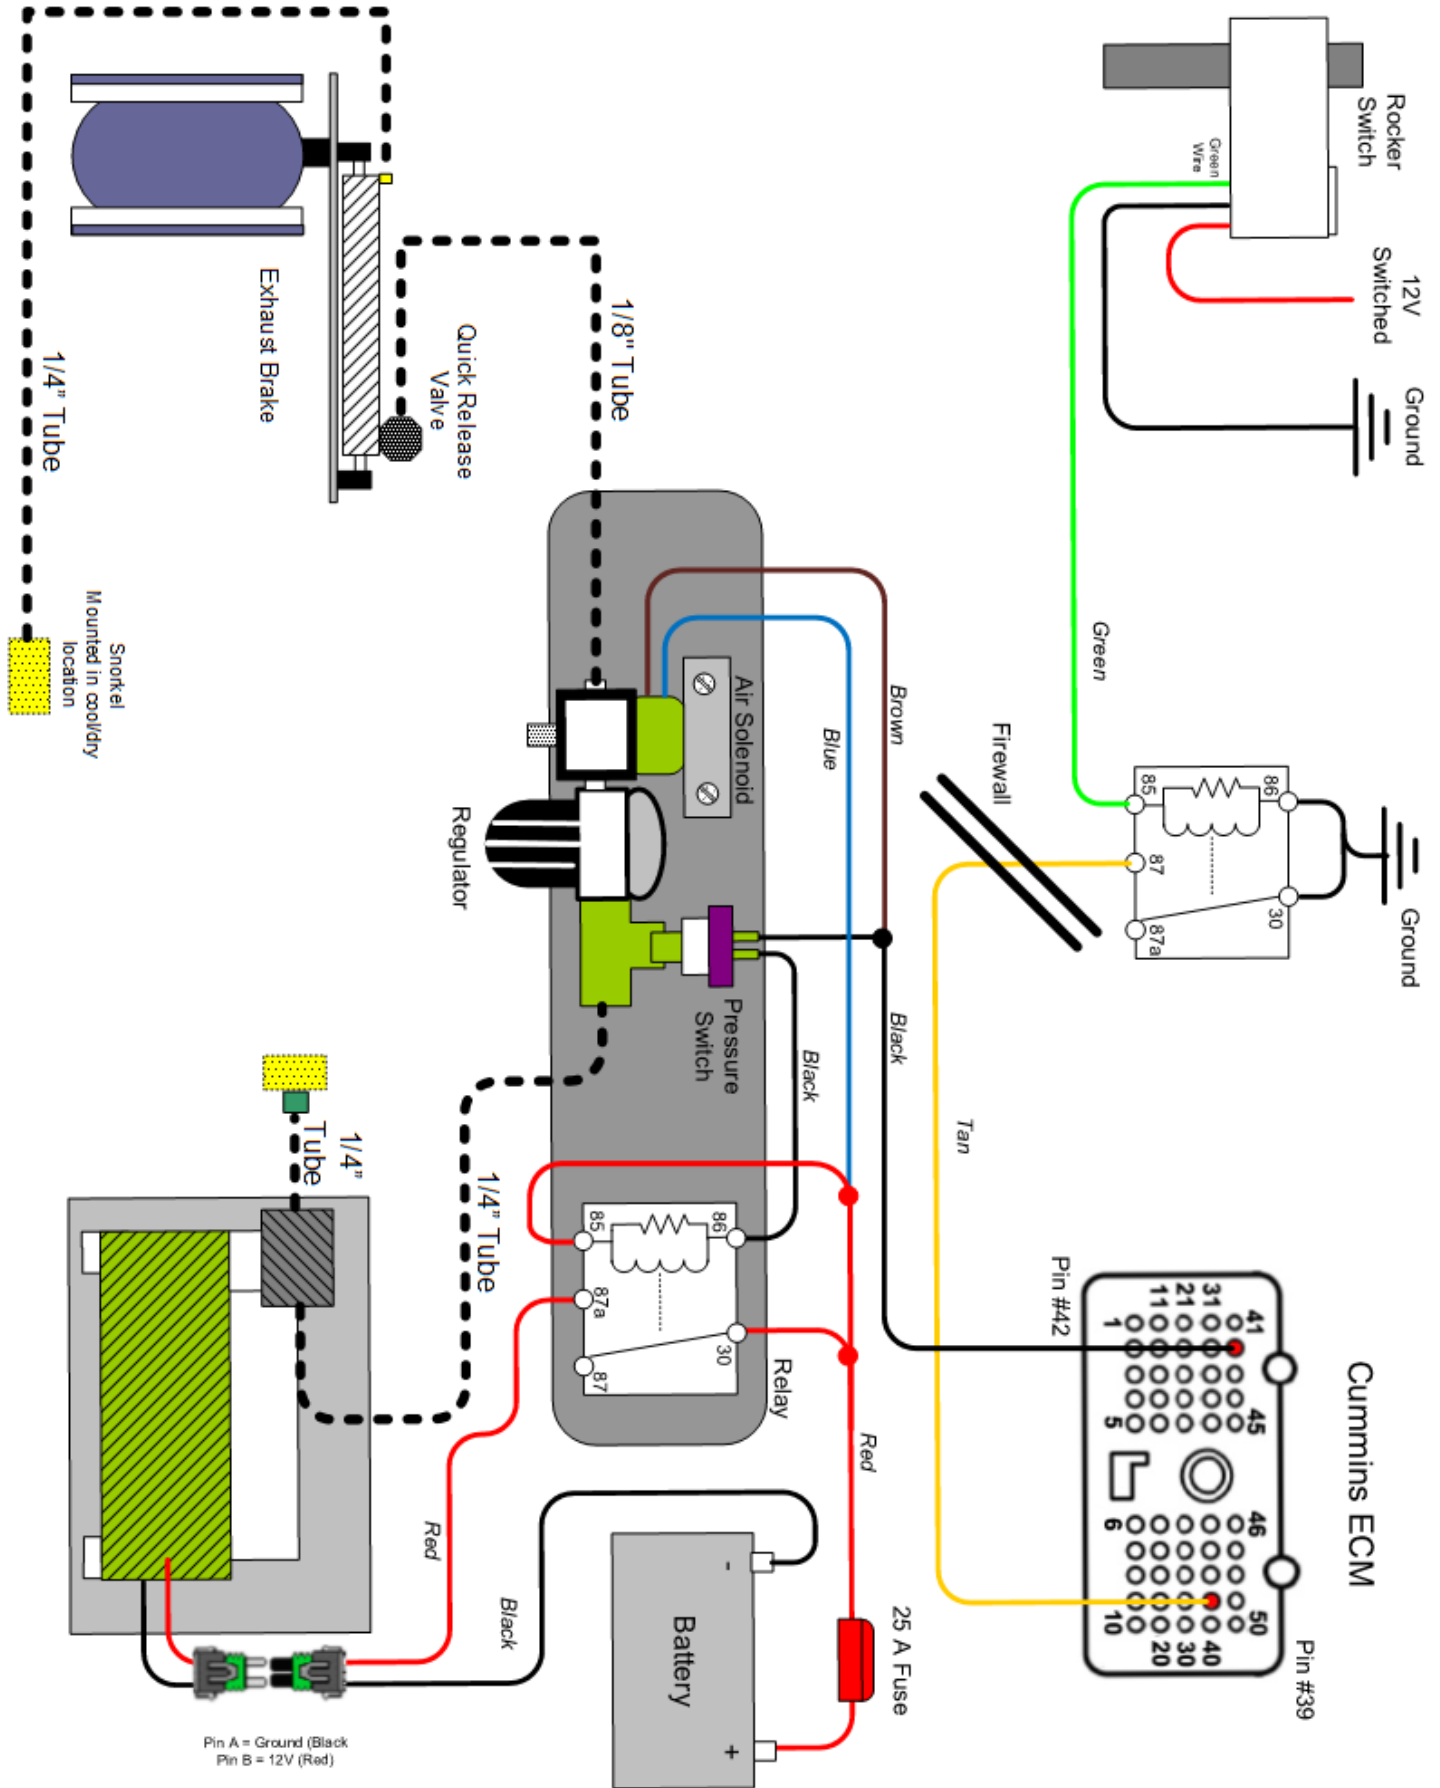 Rocker
Switch
Green
Wire
12V
Switched
Ground
Green
Firewall
85
86
87
87a
30
Ground
Cummins ECM
Pin #42
Pin #39
1
11
21
31
41
5
45
6
46
10
20
30
40
50
Tan
Brown
Blue
Black
Black
Air Solenoid
Regulator
Pressure
Switch
Relay
85
86
87a
87
30
Red
25 A Fuse
Battery
-
+
Black
Red
1/8" Tube
Quick Release
Valve
Exhaust Brake
1/4” Tube
Snorkel
Mounted in cool/dry
location
1/4”
Tube
1/4” Tube
Pin A = Ground (Black
Pin B = 12V (Red)